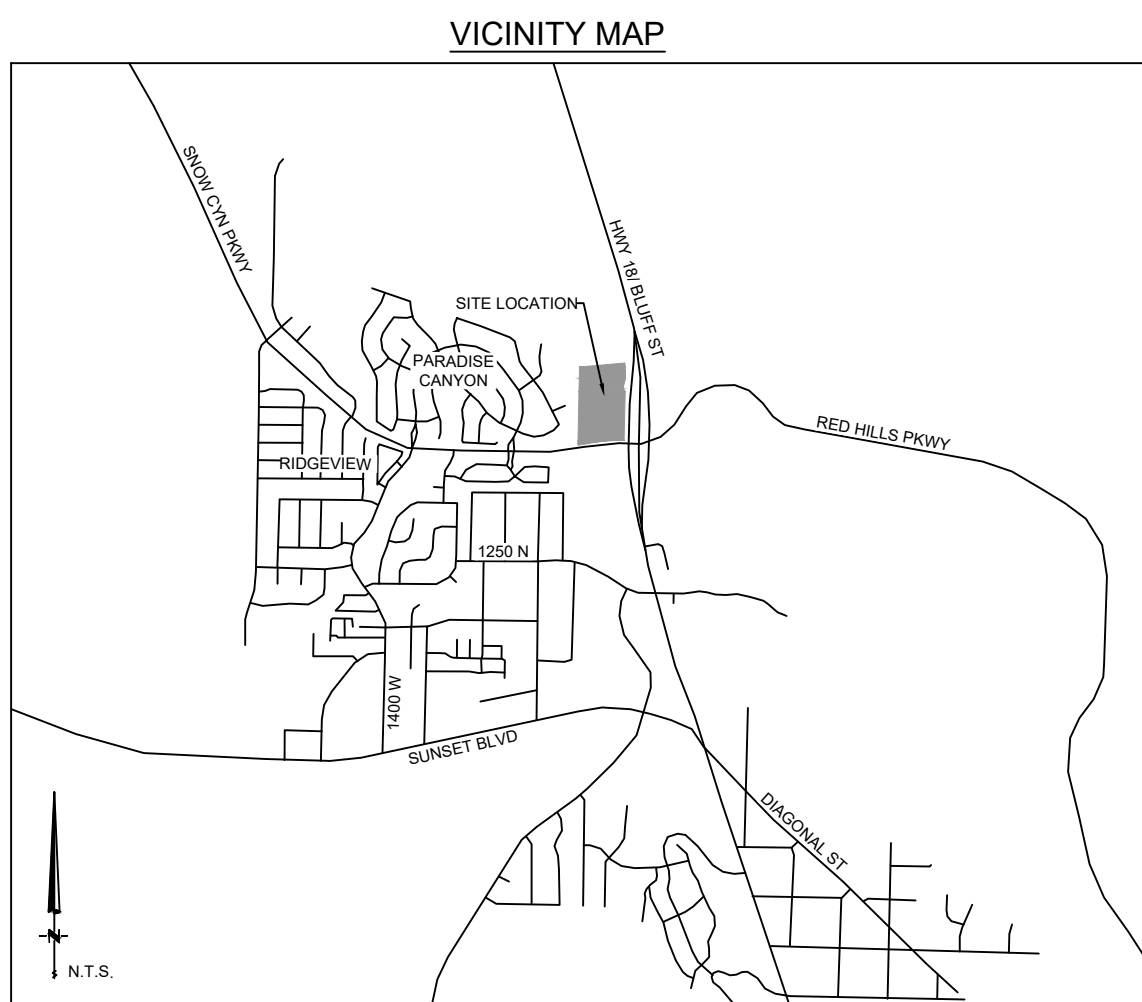 VICINITY MAP
SNOW CYN PKWY
HWY 18/ BLUFF ST
SITE LOCATION
PARADISE
CANYON
RED HILLS PKWY
RIDGEVIEW
1250 N
1400 W
SUNSET BLVD
DIAGONAL ST
N
N.T.S.